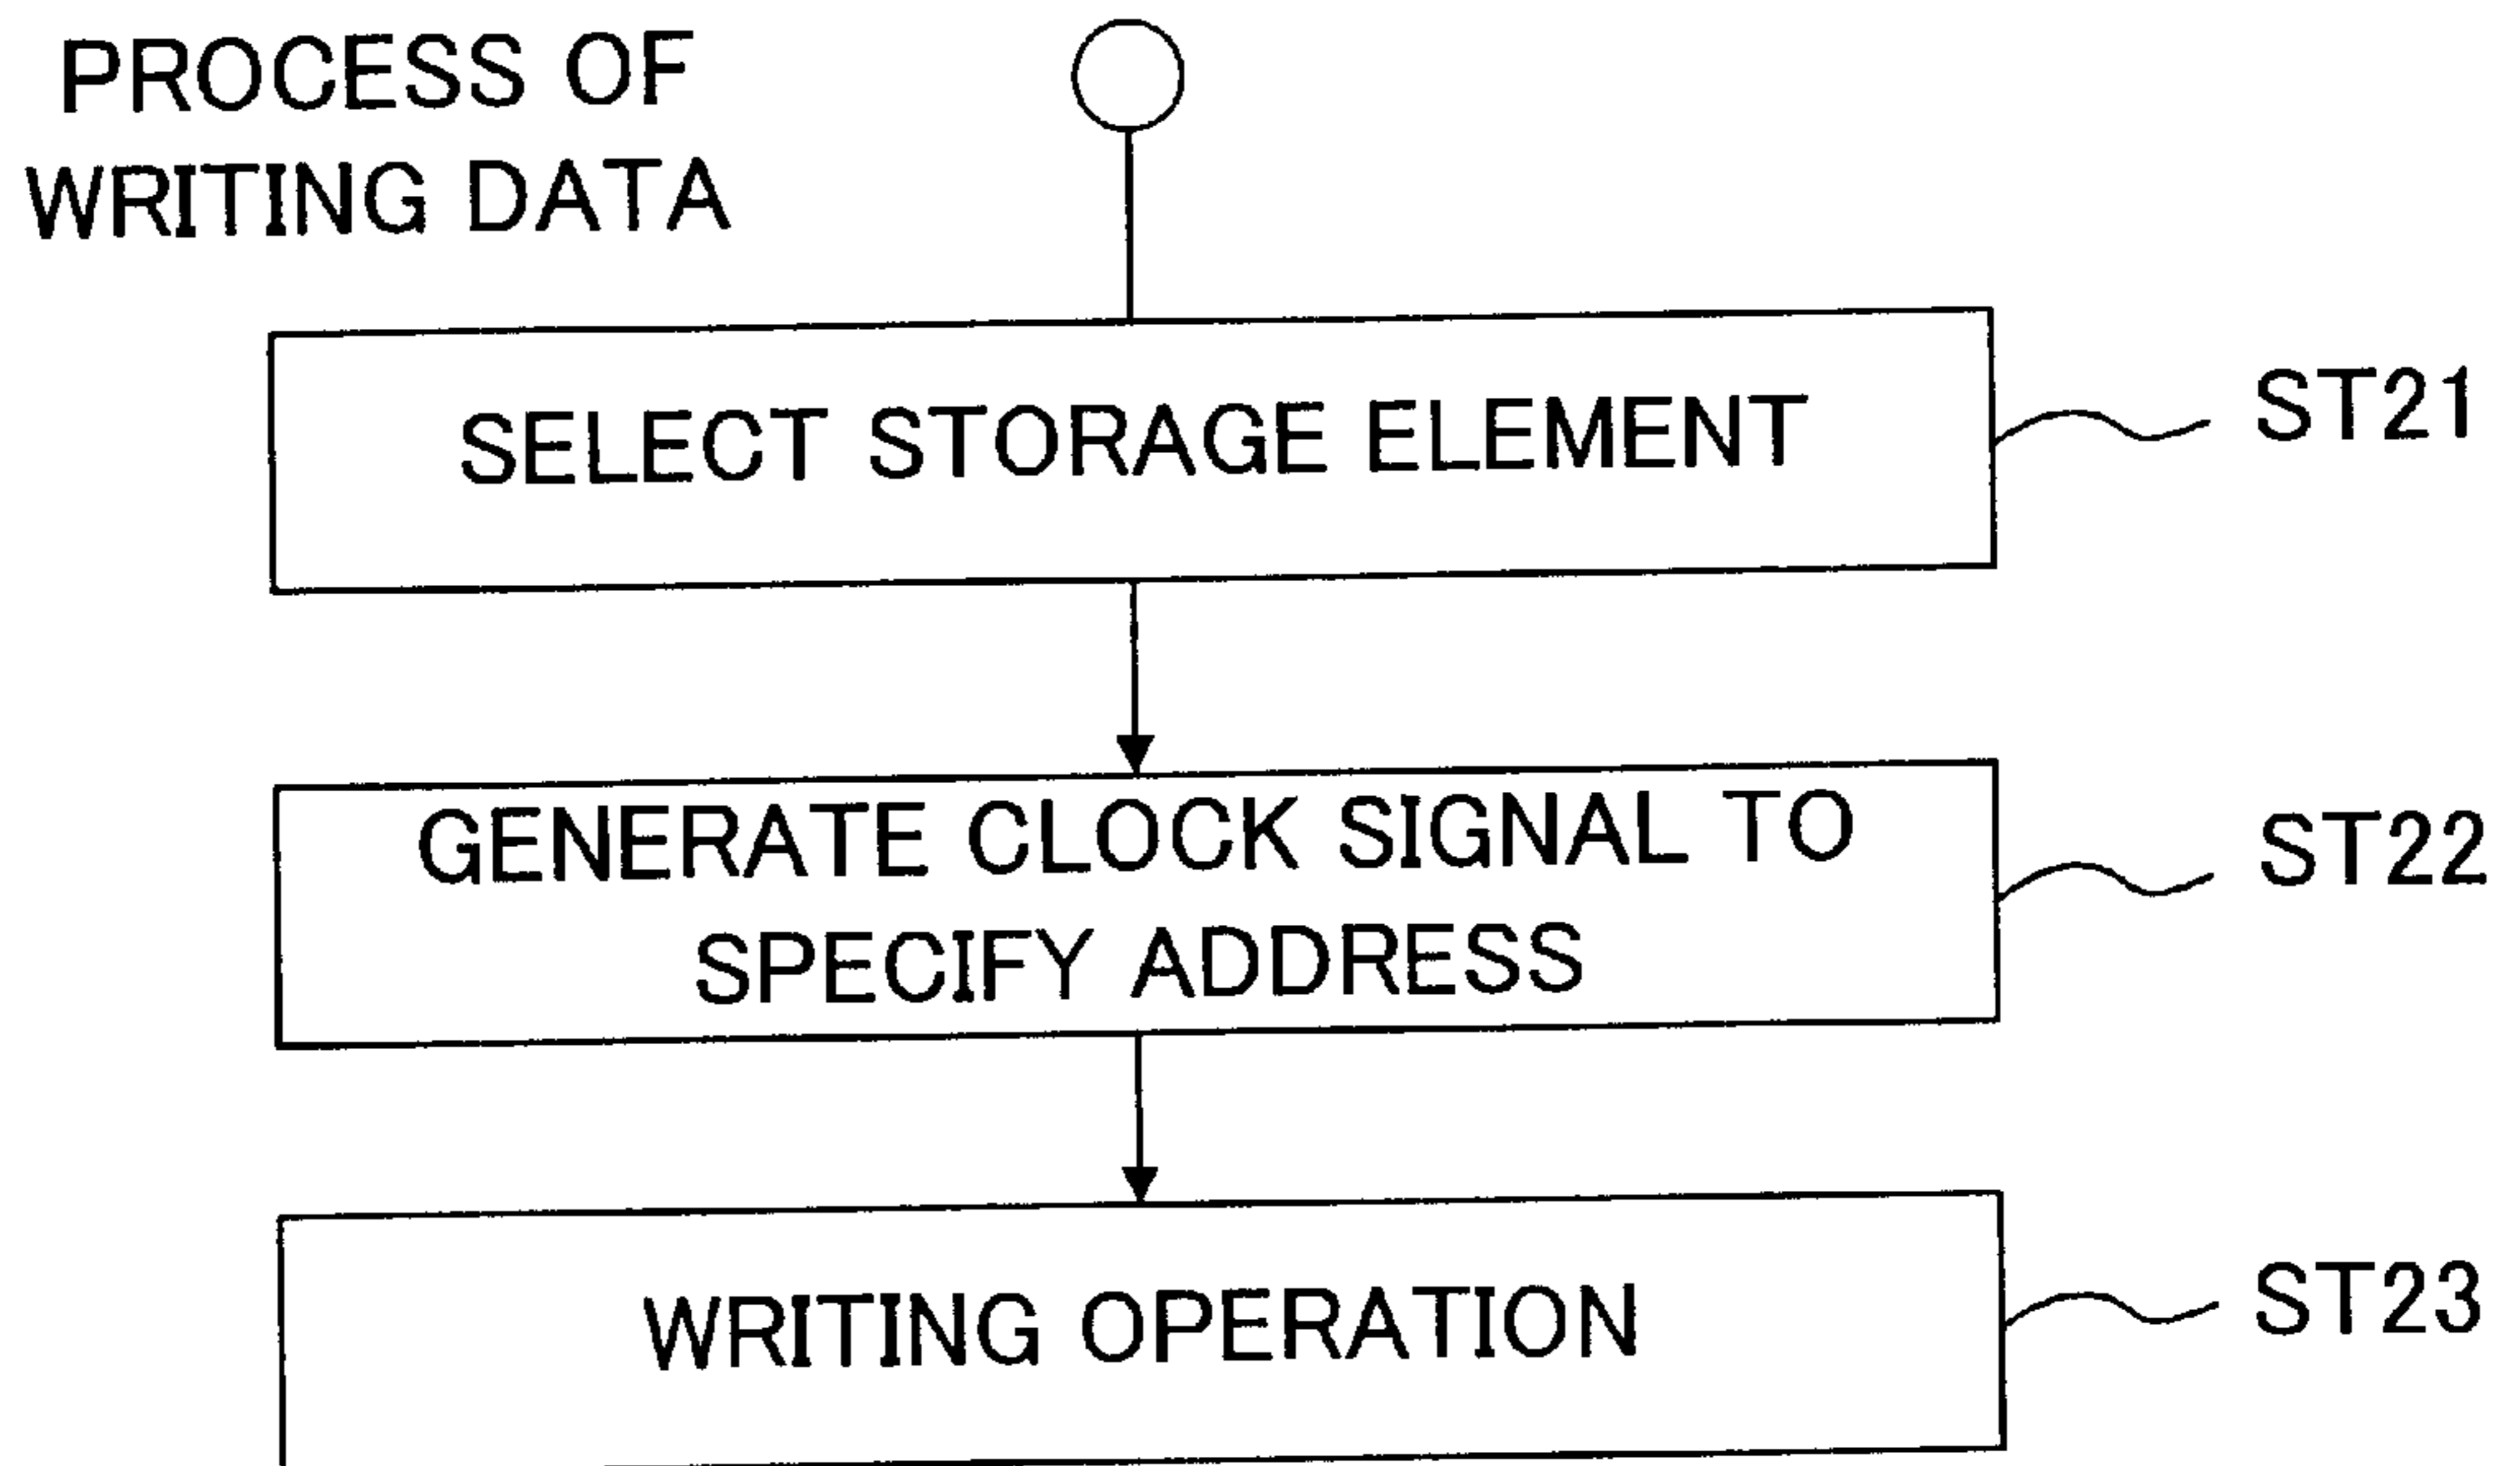 PROCESS OF
WRITING DATA
SELECT STORAGE ELEMENT
ST21
GENERATE CLOCK SIGNAL TO
SPECIFY ADDRESS
ST22
WRITING OPERATION
ST23